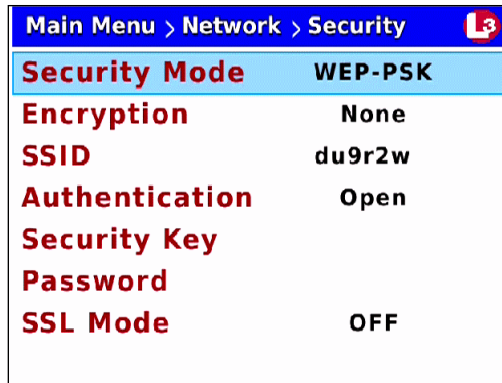 Main Menu > Network > Security L3
Security Mode WEP-PSK
Encryption None
SSID du9r2w
Authentication Open
Security Key
Password
SSL Mode OFF